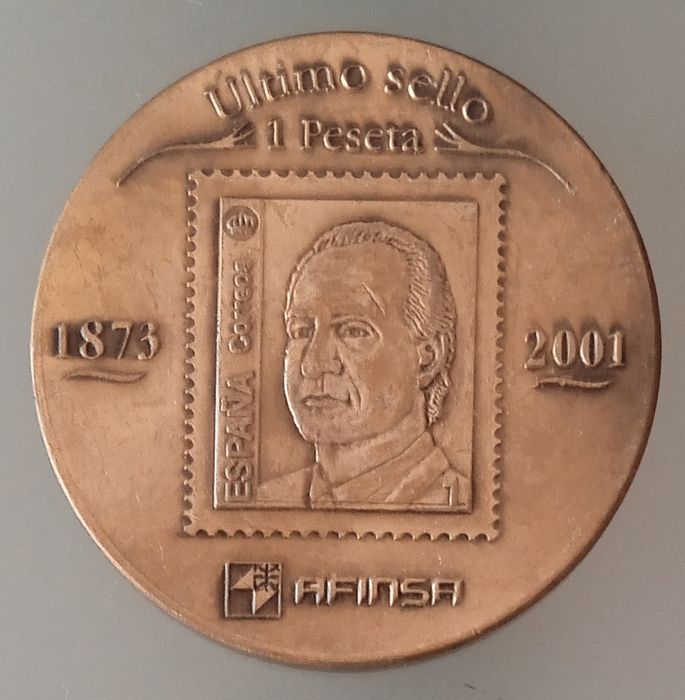 Último sello
1 Peseta
1873
2001
ESPAÑA Correos
1
AFINSA